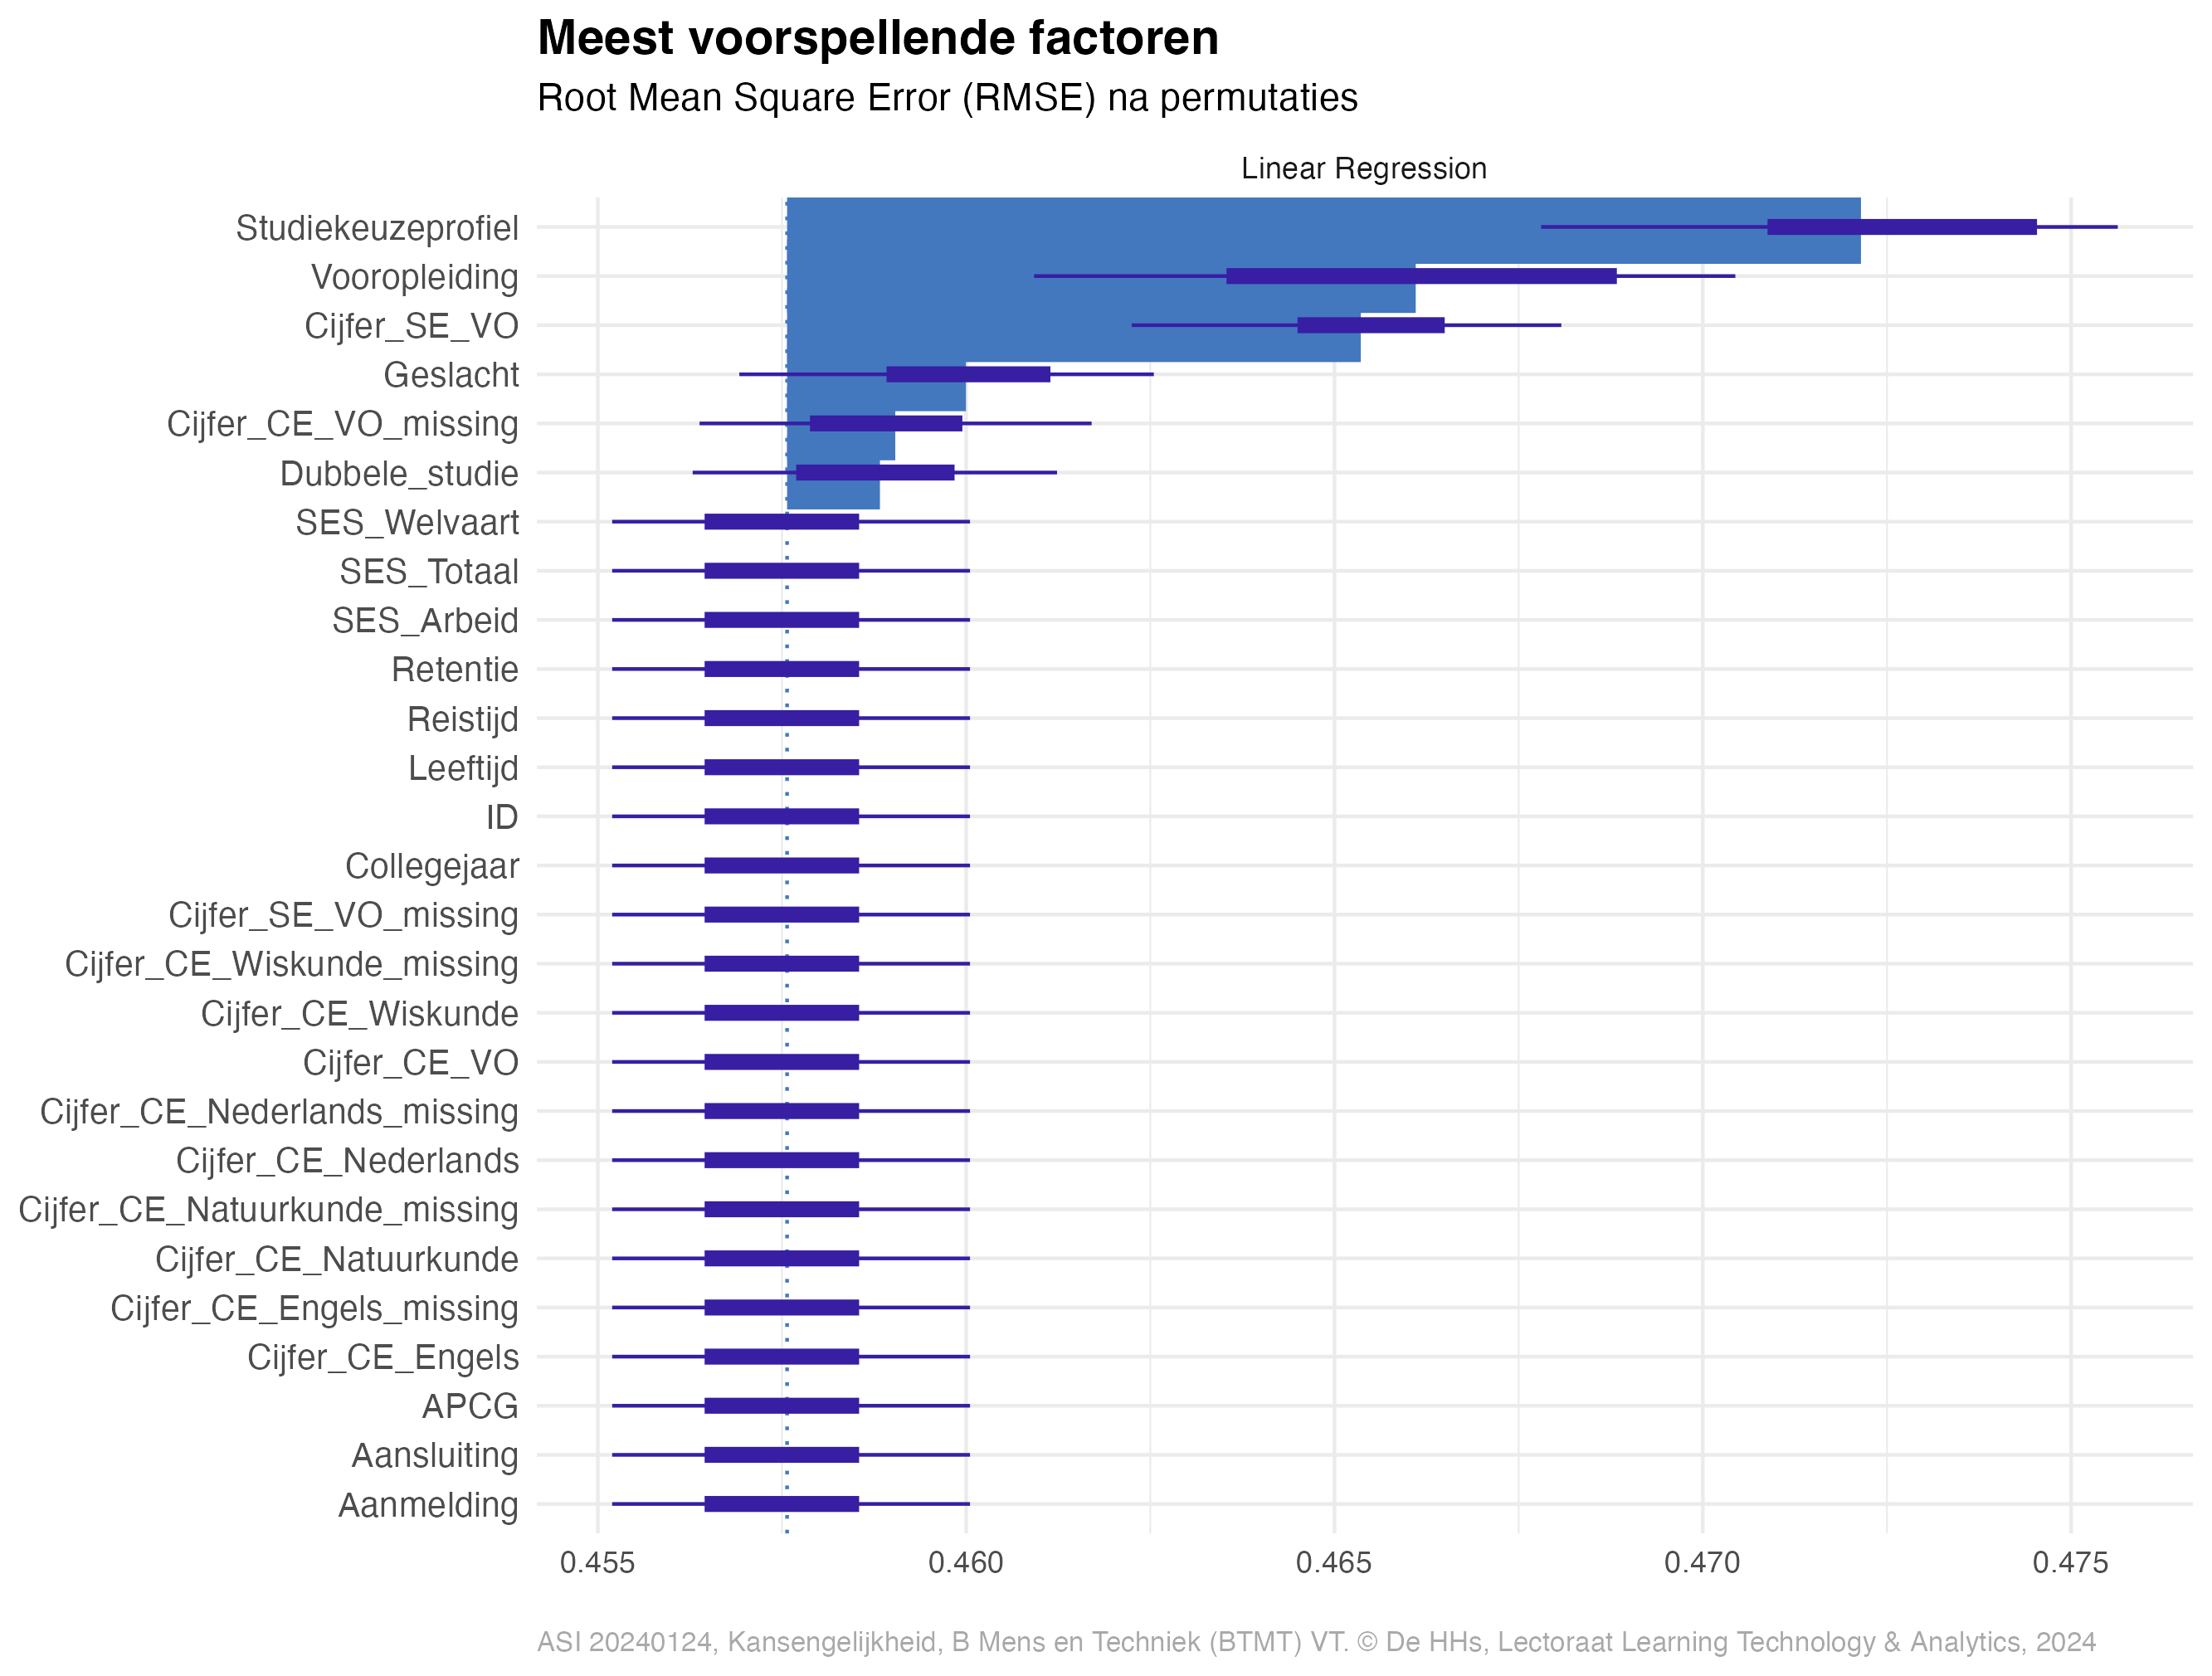 Meest voorspellende factoren
Root Mean Square Error (RMSE) na permutaties
Linear Regression
Studiekeuzeprofiel
Vooropleiding
Cijfer_SE_VO
Geslacht
Cijfer_CE_VO_missing
Dubbele_studie
SES_Welvaart
SES_Totaal
SES_Arbeid
Retentie
Reistijd
Leeftijd
ID
Collegejaar
Cijfer_SE_VO_missing
Cijfer_CE_Wiskunde_missing
Cijfer_CE_Wiskunde
Cijfer_CE_VO
Cijfer_CE_Nederlands_missing
Cijfer_CE_Nederlands
Cijfer_CE_Natuurkunde_missing
Cijfer_CE_Natuurkunde
Cijfer_CE_Engels_missing
Cijfer_CE_Engels
APCG
Aansluiting
Aanmelding
0.455 0.460 0.465 0.470 0.475
ASI 20240124, Kansengelijkheid, B Mens en Techniek (BTMT) VT. © De HHs, Lectoraat Learning Technology & Analytics, 2024